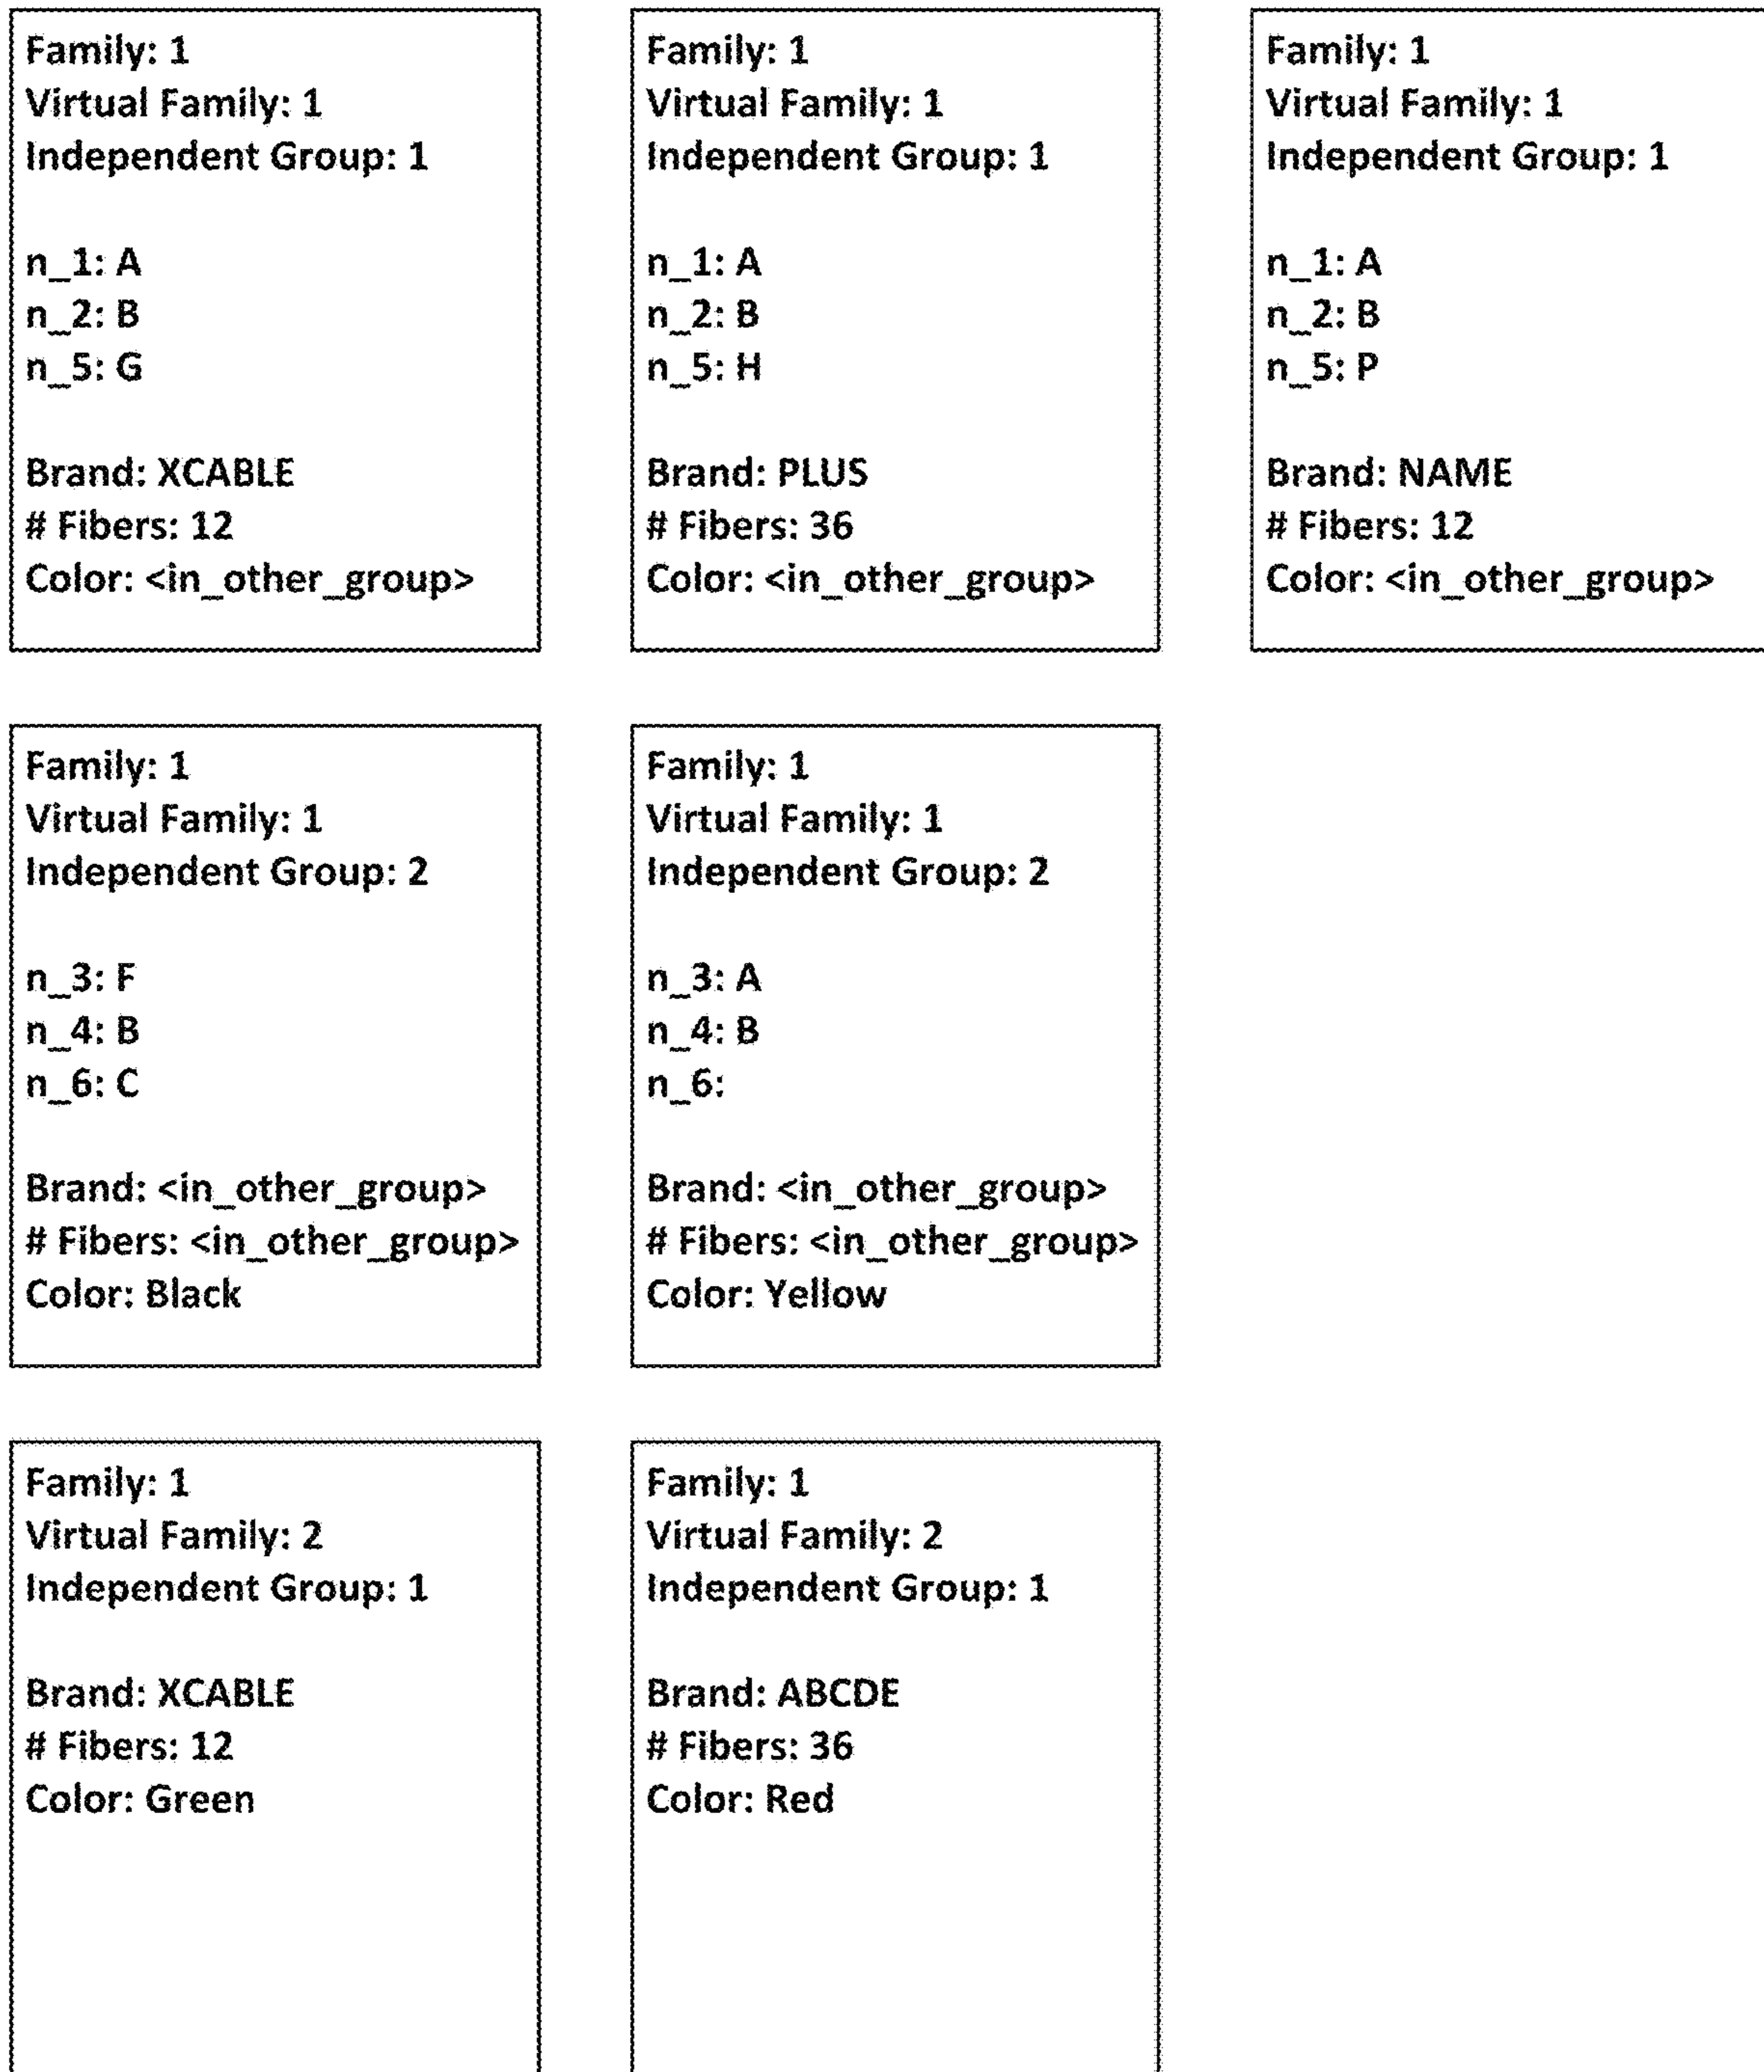 Family: 1
Virtual Family: 1
Independent Group: 1
n_1: A
n_2: B
n_5: G
Brand: XCABLE
# Fibers: 12
Color: <in_other_group>
Family: 1
Virtual Family: 1
Independent Group: 1
n_1: A
n_2: B
n_5: H
Brand: PLUS
# Fibers: 36
Color: <in_other_group>
Family: 1
Virtual Family: 1
Independent Group: 1
n_1: A
n_2: B
n_5: P
Brand: NAME
# Fibers: 12
Color: <in_other_group>
Family: 1
Virtual Family: 1
Independent Group: 2
n_3: F
n_4: B
n_6: C
Brand: <in_other_group>
# Fibers: <in_other_group>
Color: Black
Family: 1
Virtual Family: 1
Independent Group: 2
n_3: A
n_4: B
n_6:
Brand: <in_other_group>
# Fibers: <in_other_group>
Color: Yellow
Family: 1
Virtual Family: 2
Independent Group: 1
Brand: XCABLE
# Fibers: 12
Color: Green
Family: 1
Virtual Family: 2
Independent Group: 1
Brand: ABCDE
# Fibers: 36
Color: Red